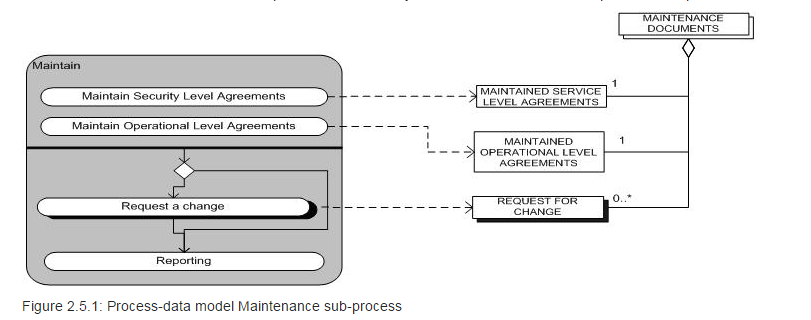 MAINTENANCE
DOCUMENTS
Maintain
Maintain Security Level Agreements
MAINTAINED SERVICE
LEVEL AGREEMENTS
1
Maintain Operational Level Agreements
MAINTAINED
OPERATIONAL LEVEL
AGREEMENTS
1
Request a change
REQUEST FOR
CHANGE
0..*
Reporting
Figure 2.5.1: Process-data model Maintenance sub-process